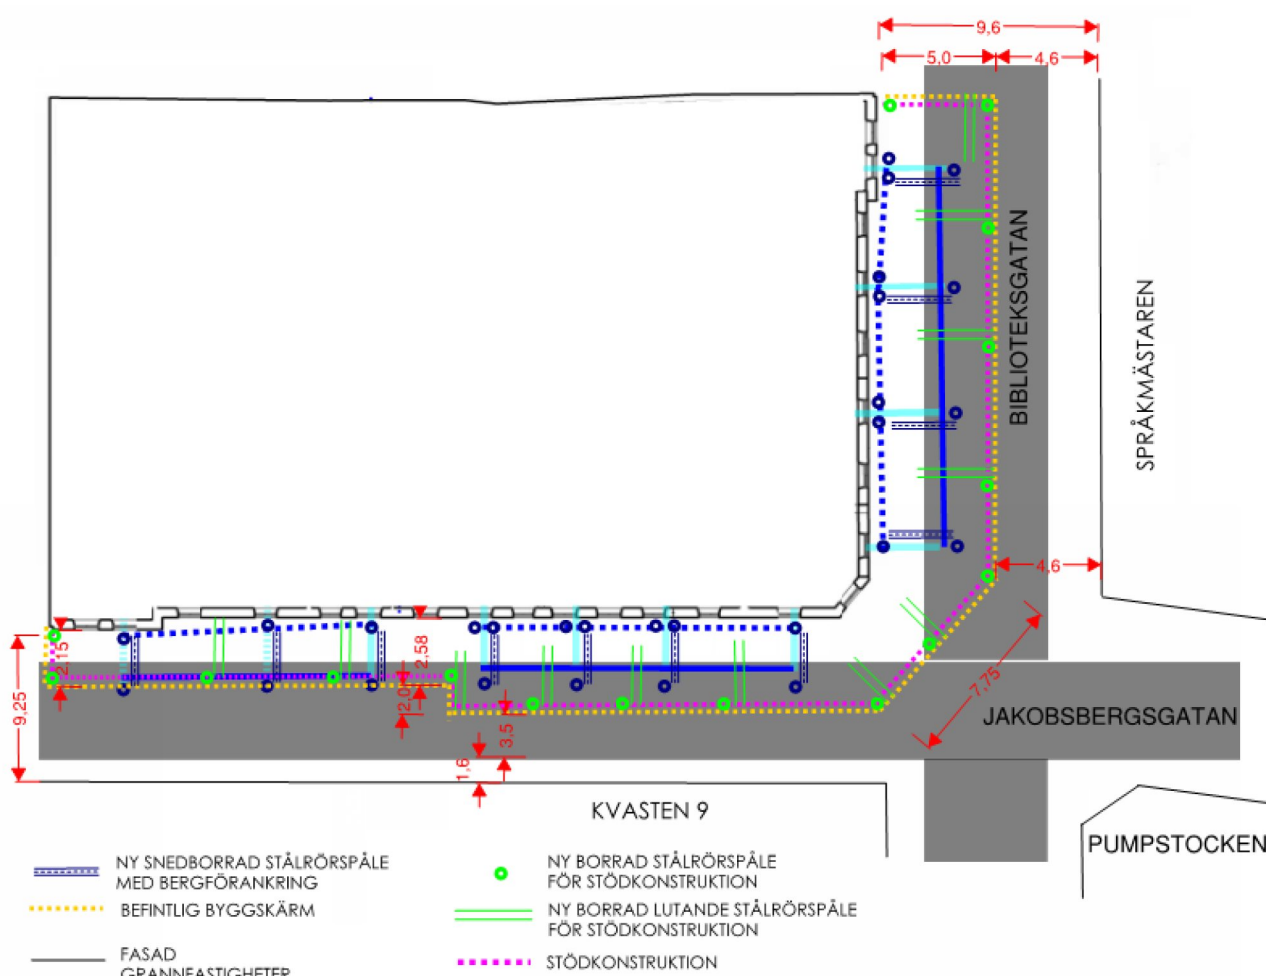 9,6
5,0
4,6
BIBLIOTEKSGATAN
SPRÅKMÄSTAREN
4,6
2,15
2,58
9,25
2,0
7,75
3,5
JAKOBSBERGSGATAN
1,6
KVASTEN 9
PUMPSTOCKEN
NY SNEDBORRAD STÅLRÖRSPÅLE
MED BERGFÖRANKRING
BEFINTLIG BYGGSKÄRM
FASAD
GRANNFASTIGHETER
NY BORRAD STÅLRÖRSPÅLE
FÖR STÖDKONSTRUKTION
NY BORRAD LUTANDE STÅLRÖRSPÅLE
FÖR STÖDKONSTRUKTION
STÖDKONSTRUKTION